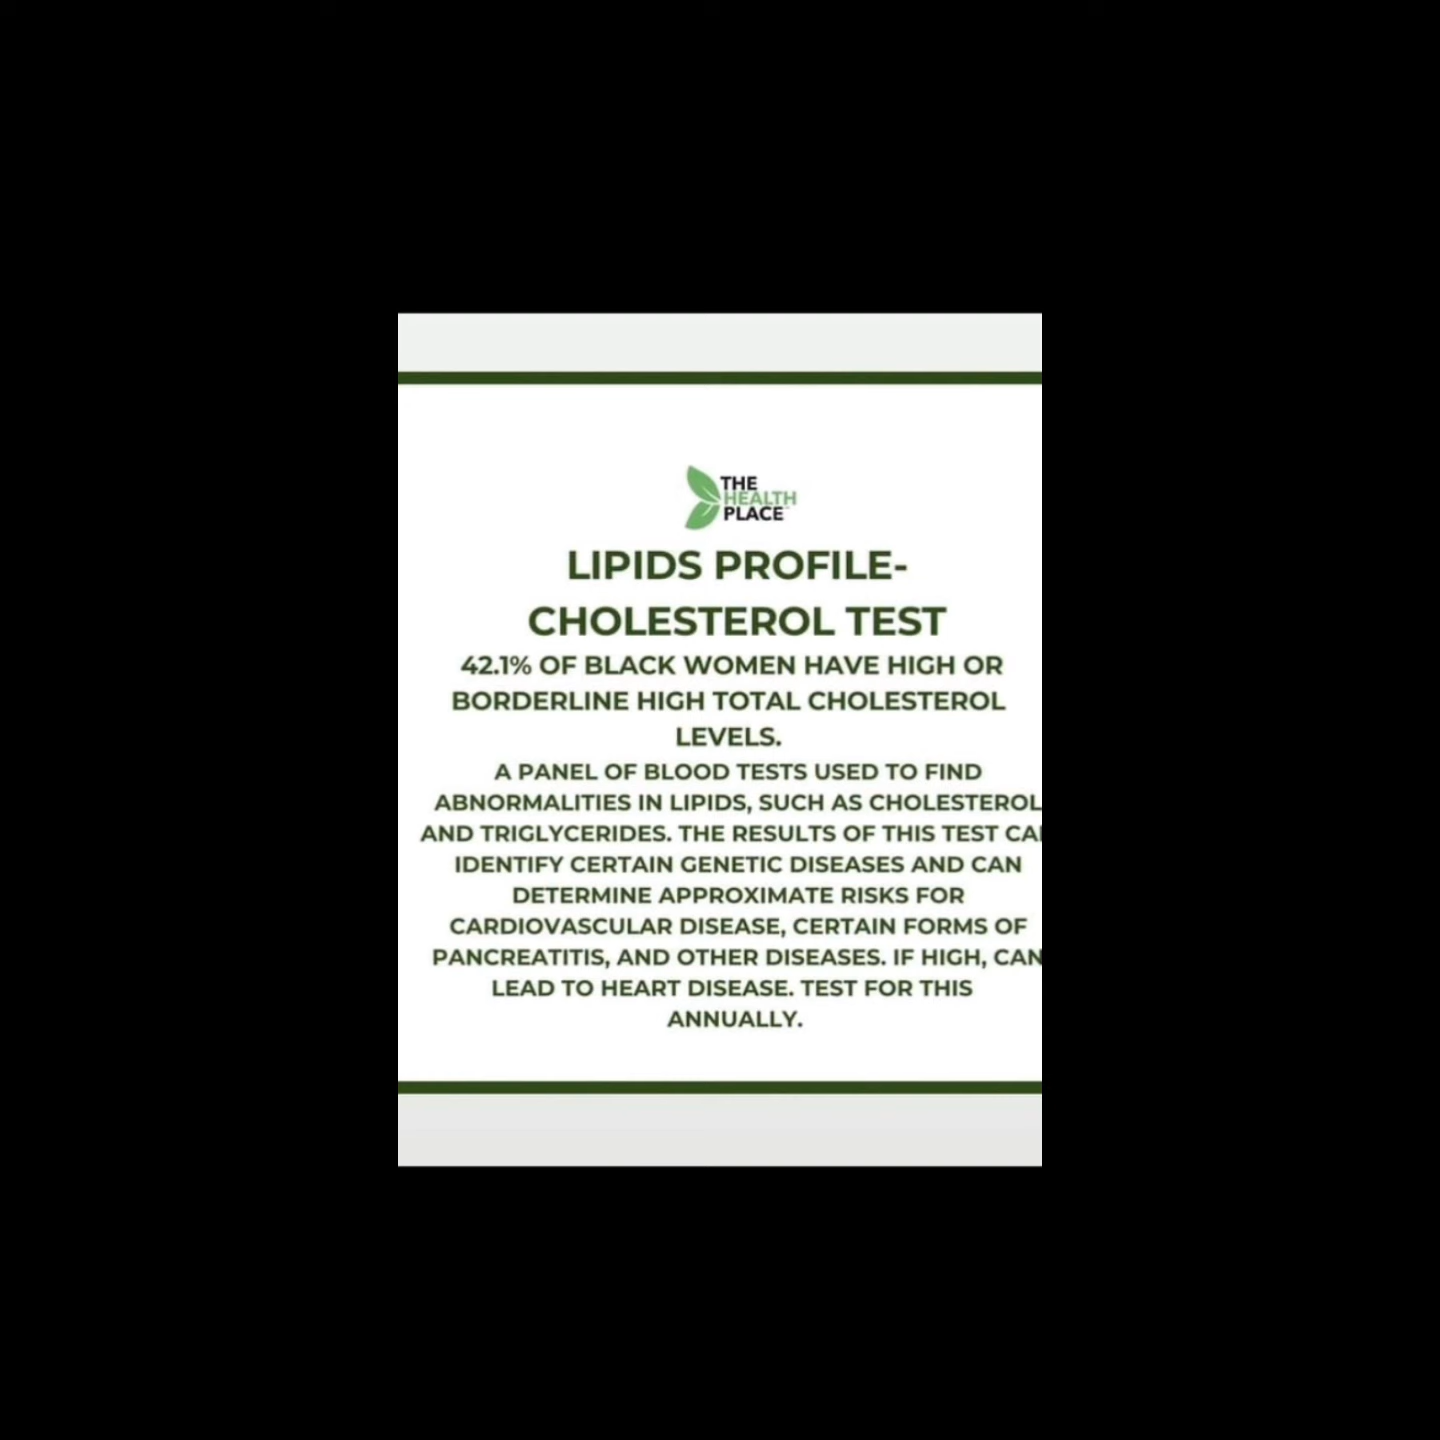 THE
HEALTH
PLACE
LIPIDS PROFILE-
CHOLESTEROL TEST
42.1% OF BLACK WOMEN HAVE HIGH OR
BORDERLINE HIGH TOTAL CHOLESTEROL
LEVELS.
A PANEL OF BLOOD TESTS USED TO FIND
ABNORMALITIES IN LIPIDS, SUCH AS CHOLESTEROL
AND TRIGLYCERIDES. THE RESULTS OF THIS TEST
IDENTIFY CERTAIN GENETIC DISEASES AND CAN
DETERMINE APPROXIMATE RISKS FOR
CARDIOVASCULAR DISEASE, CERTAIN FORMS OF
PANCREATITIS, AND OTHER DISEASES. IF HIGH, CAN
LEAD TO HEART DISEASE. TEST FOR THIS
ANNUALLY.